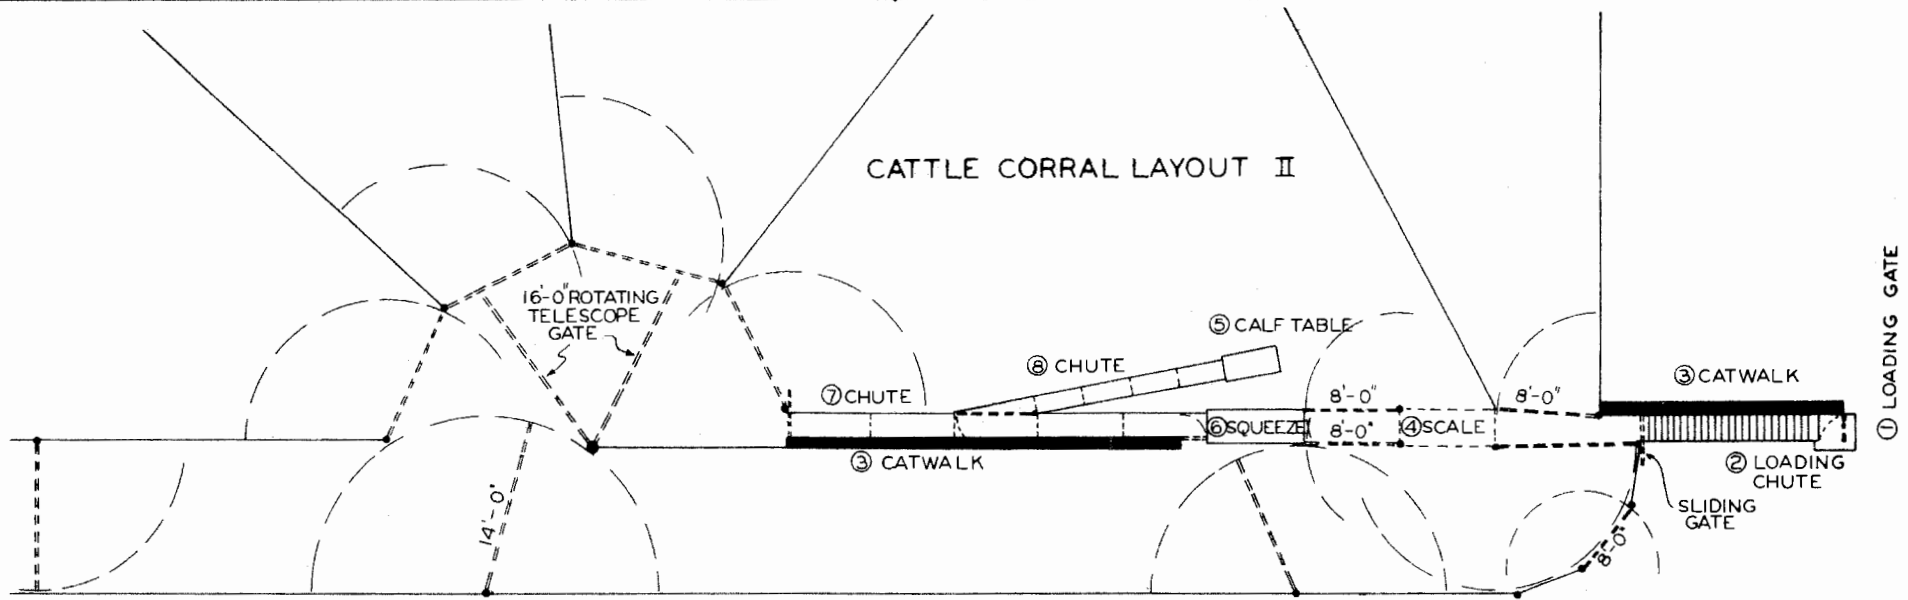 CATTLE CORRAL LAYOUT II
16'-0" ROTATING
TELESCOPE
GATE
⑤ CALF TABLE
⑧ CHUTE
⑦ CHUTE
8'-0"
8'-0"
③ CATWALK
① LOADING GATE
⑥ SQUEEZE
8'-0"
④ SCALE
③ CATWALK
② LOADING
CHUTE
SLIDING
GATE
14'-0"
8'-0"